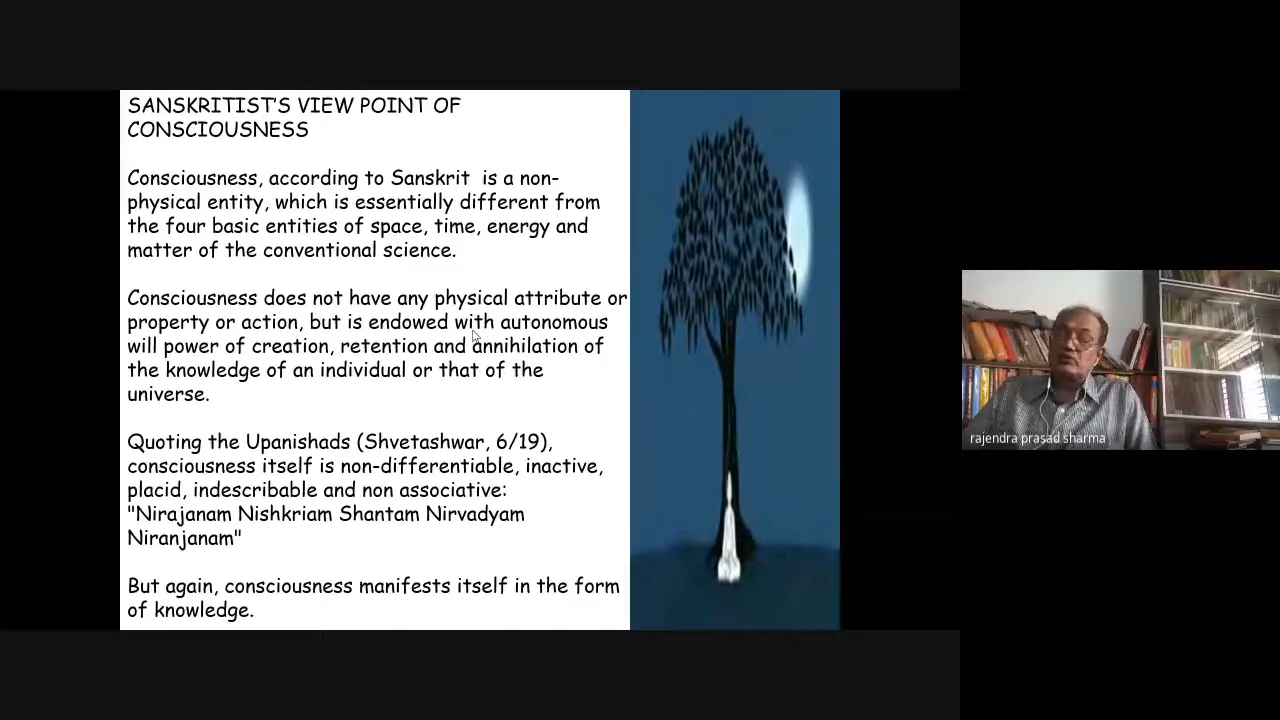 SANSKRITIST'S VIEW POINT OF
CONSCIOUSNESS
Consciousness, according to Sanskrit is a non-
physical entity, which is essentially different from
the four basic entities of space, time, energy and
matter of the conventional science.
Consciousness does not have any physical attribute or
property or action, but is endowed with autonomous
will power of creation, retention and annihilation of
the knowledge of an individual or that of the
universe.
Quoting the Upanishads (Shvetashwar, 6/19),
consciousness itself is non-differentiable, inactive,
placid, indescribable and non associative:
"Nirajanam Nishkriam Shantam Nirvadyam
Niranjanam"
But again, consciousness manifests itself in the form
of knowledge.
rajendra prasad sharma